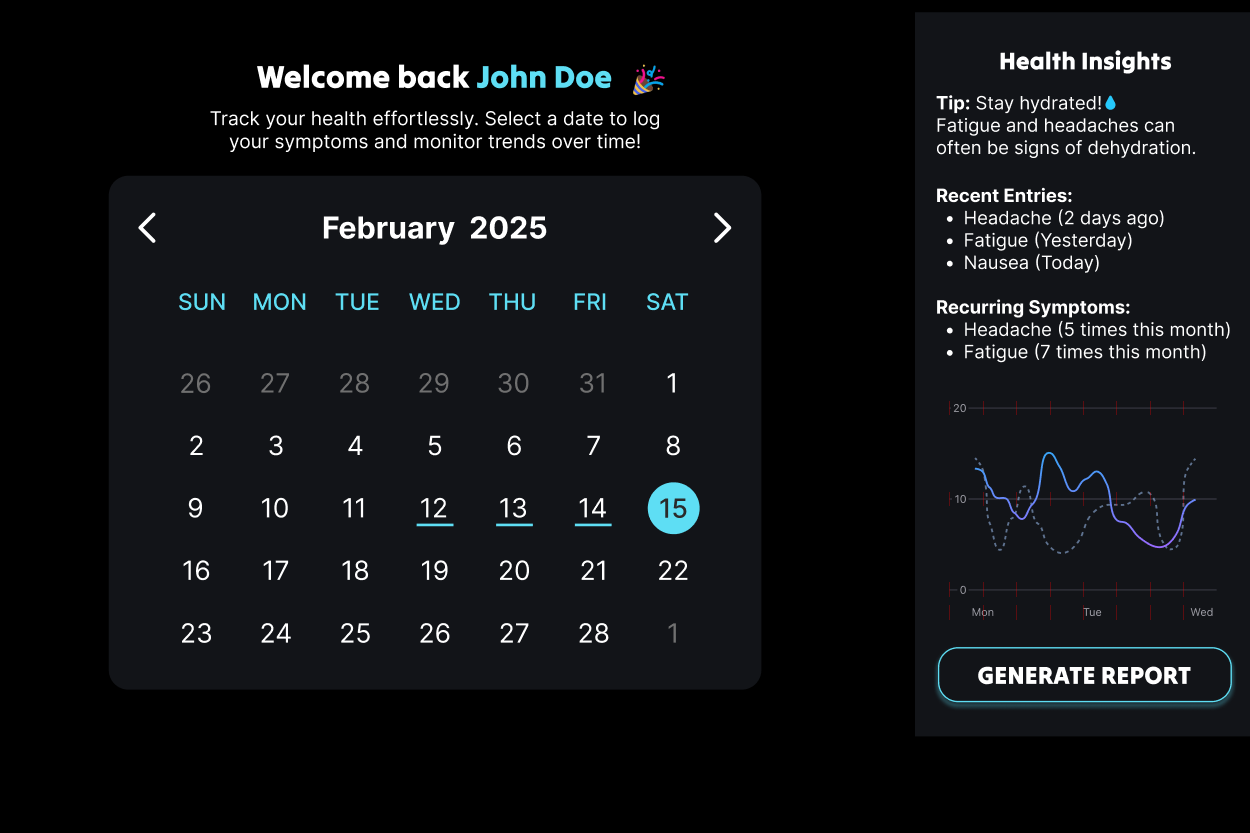 Welcome back John Doe 🎉
Track your health effortlessly. Select a date to log
your symptoms and monitor trends over time!
February 2025
SUN MON TUE WED THU FRI SAT
26 27 28 29 30 31 1
2 3 4 5 6 7 8
9 10 11 12 13 14 15
16 17 18 19 20 21 22
23 24 25 26 27 28 1
Health Insights
Tip: Stay hydrated!💧
Fatigue and headaches can
often be signs of dehydration.
Recent Entries:
• Headache (2 days ago)
• Fatigue (Yesterday)
• Nausea (Today)
Recurring Symptoms:
• Headache (5 times this month)
• Fatigue (7 times this month)
20
10
0
Mon Tue Wed
GENERATE REPORT